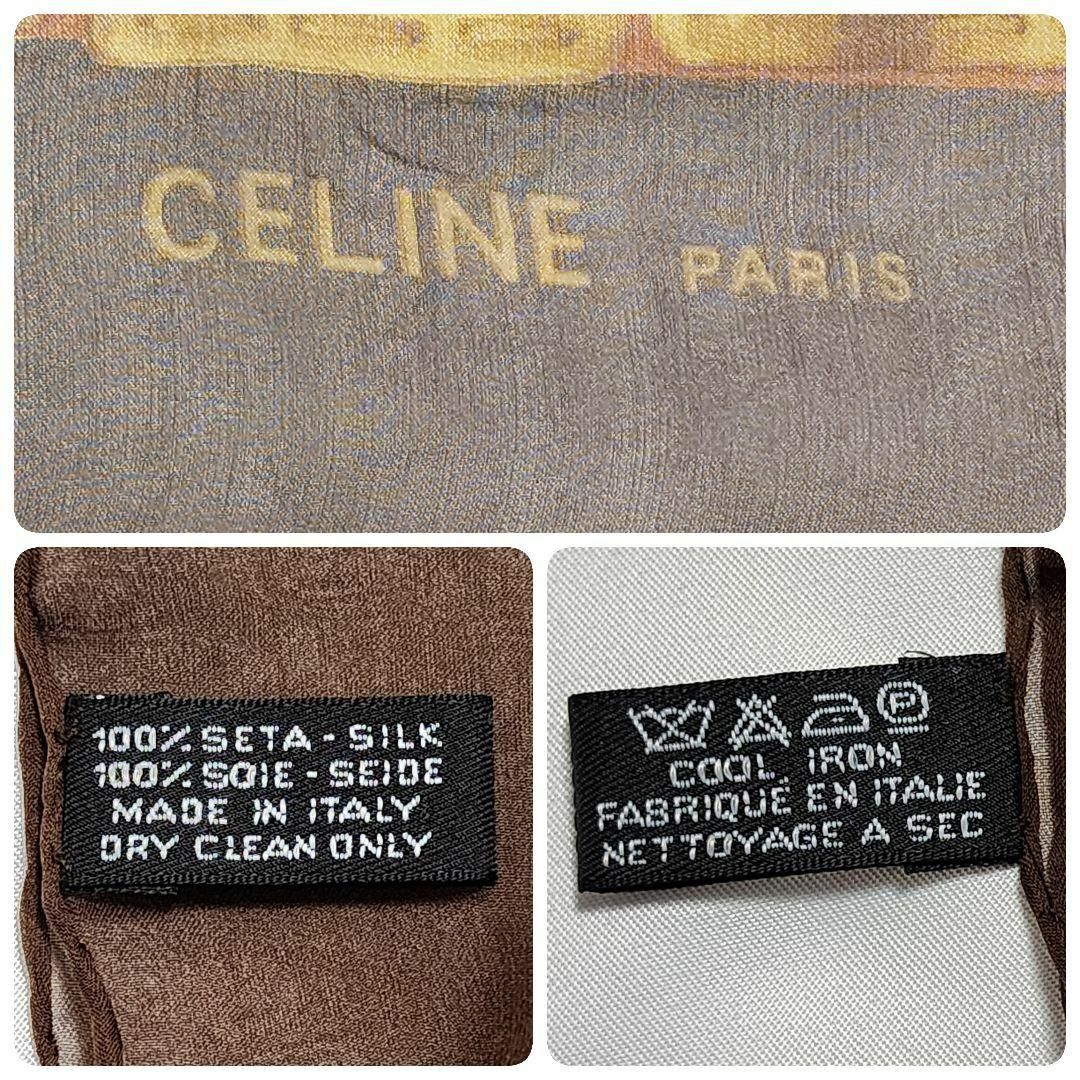 CELINE PARIS
100% SETA - SILK
100% SOIE - SEIDE
MADE IN ITALY
DRY CLEAN ONLY
P
COOL IRON
FABRIQUE EN ITALIE
NETTOYAGE A SEC